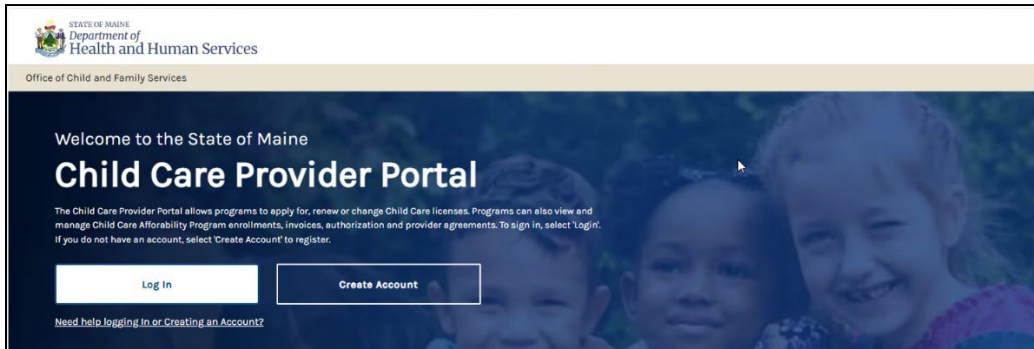 STATE OF MAINE
Department of
Health and Human Services
Office of Child and Family Services
Welcome to the State of Maine
Child Care Provider Portal
The Child Care Provider Portal allows programs to apply for, renew or change Child Care licenses. Programs can also view and
manage Child Care Afforability Program enrollments, invoices, authorization and provider agreements. To sign in, select 'Login'.
If you do not have an account, select 'Create Account' to register.
Log In
Create Account
Need help logging In or Creating an Account?